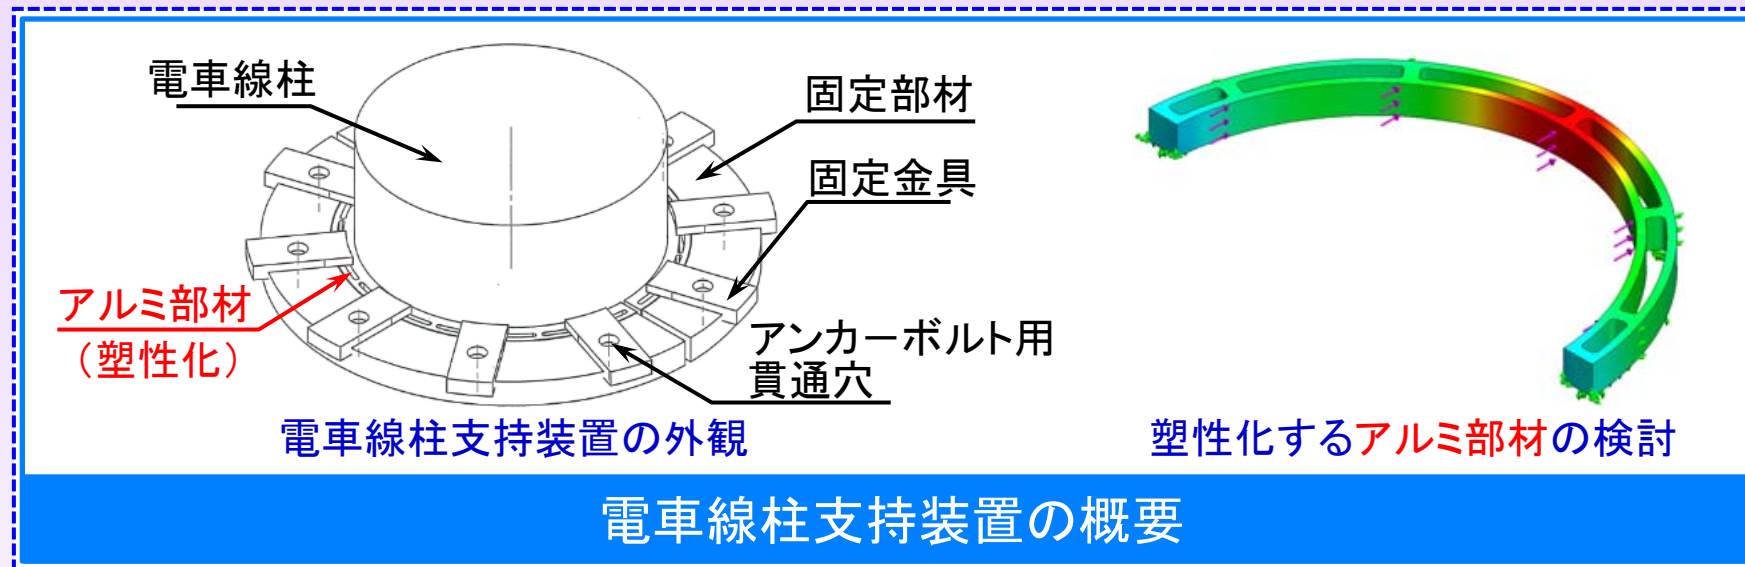 電車線柱
固定部材
固定金具
アルミ部材
（塑性化）
アンカーボルト用
貫通穴
電車線柱支持装置の外観
塑性化するアルミ部材の検討
電車線柱支持装置の概要